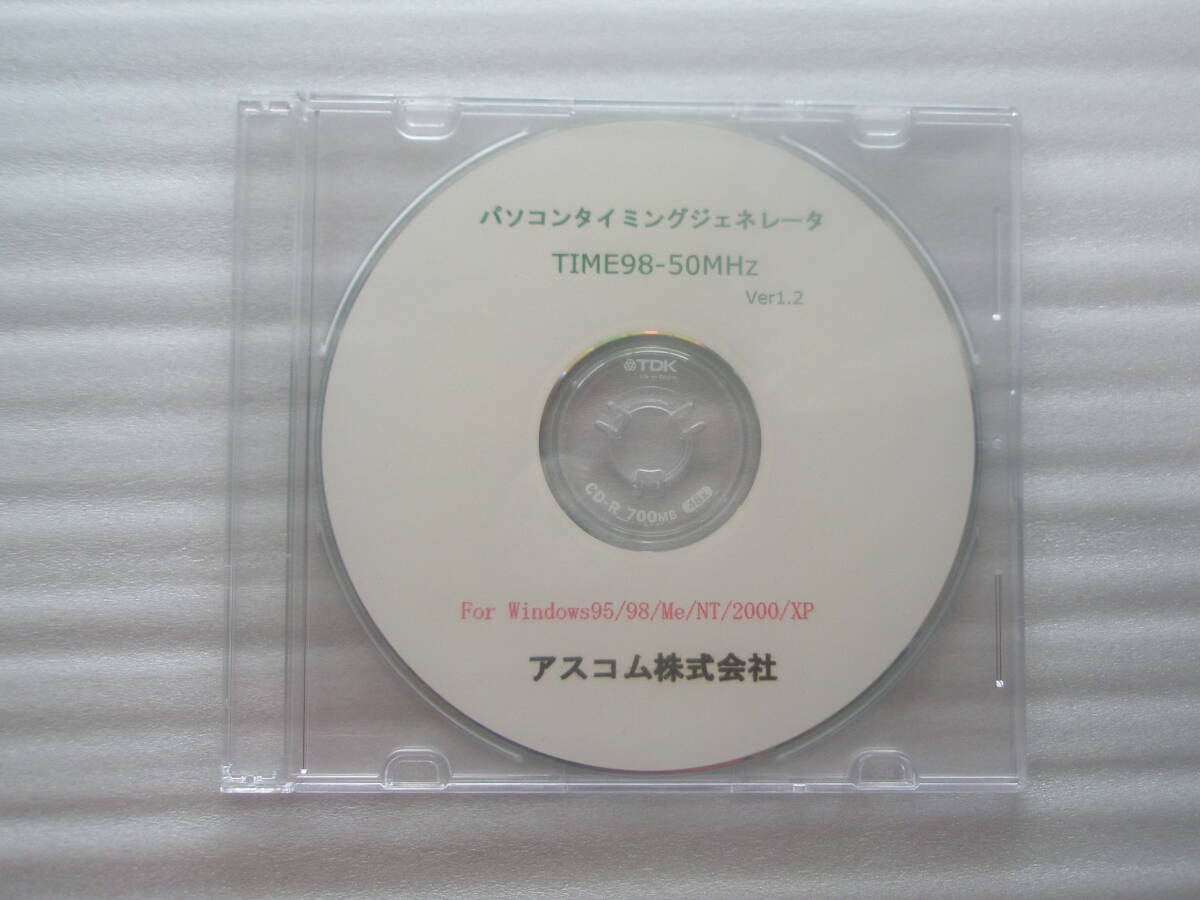 パソコンタイミングジェネレータ
TIME98-50MHz
Ver1.2
TDK
CD-R 700MB 48x
For Windows95/98/Me/NT/2000/XP
アスコム株式会社